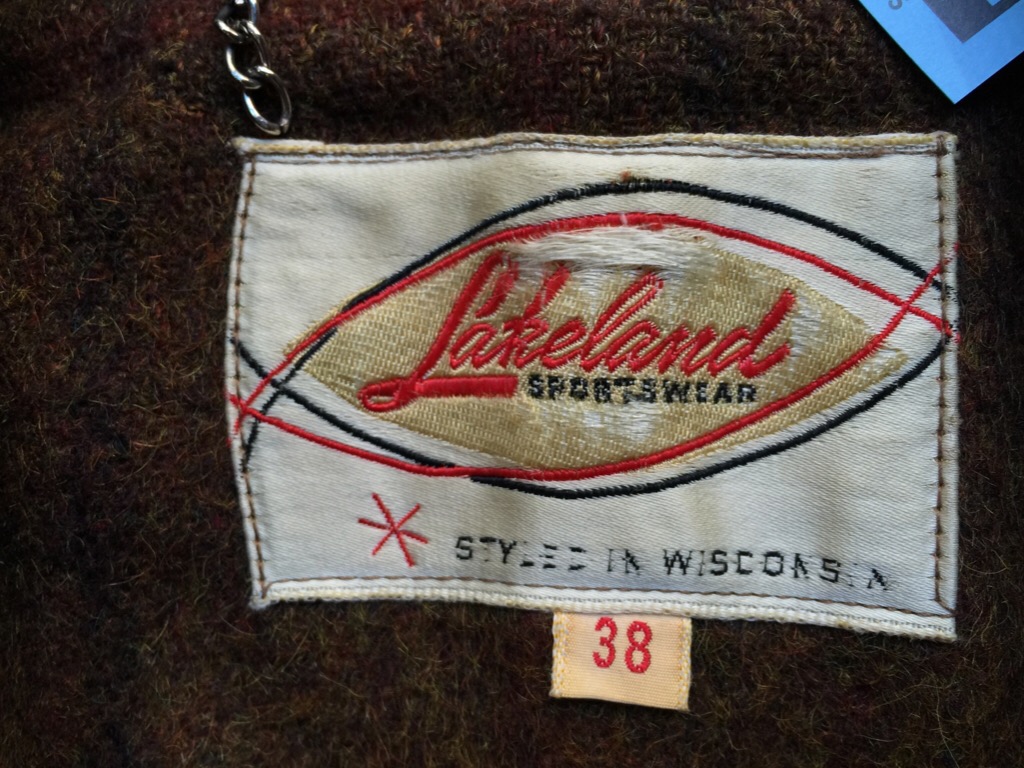 Lakeland
SPORTSWEAR
STYLED IN WISCONSIN
38